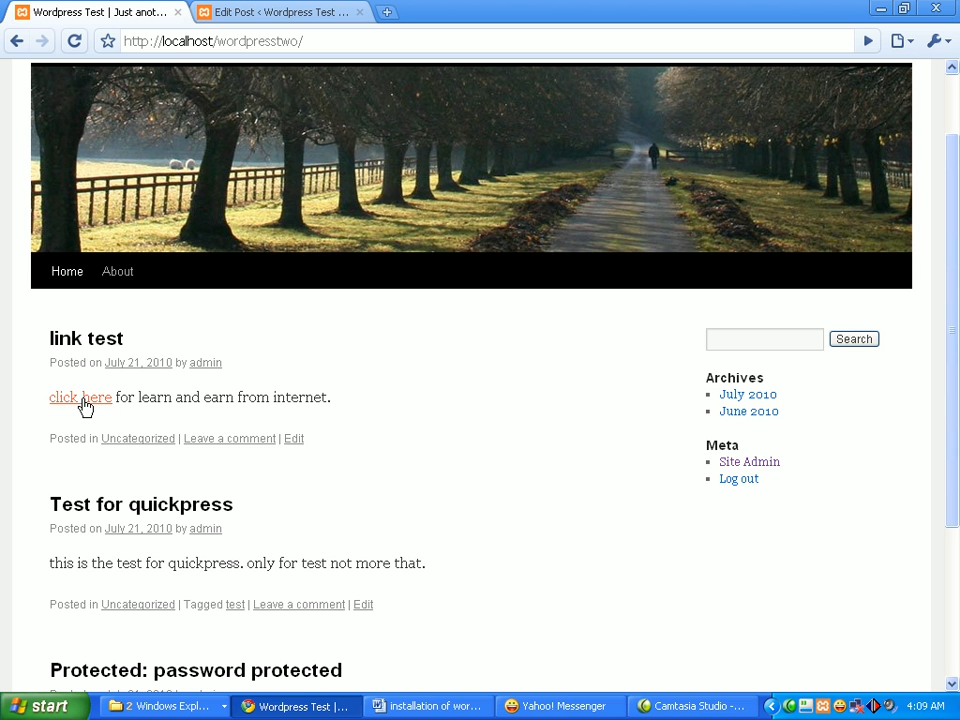 Wordpress Test | Just anot...
Edit Post < Wordpress Test ...
http://localhost/wordpresstwo/
Home About
link test
Posted on July 21, 2010 by admin
click here for learn and earn from internet.
Posted in Uncategorized | Leave a comment | Edit
Test for quickpress
Posted on July 21, 2010 by admin
this is the test for quickpress. only for test not more that.
Posted in Uncategorized | Tagged test | Leave a comment | Edit
Protected: password protected
Search
Archives
July 2010
June 2010
Meta
Site Admin
Log out
start
2 Windows Expl...
Wordpress Test |...
installation of wor...
Yahoo! Messenger
Camtasia Studio -...
4:09 AM